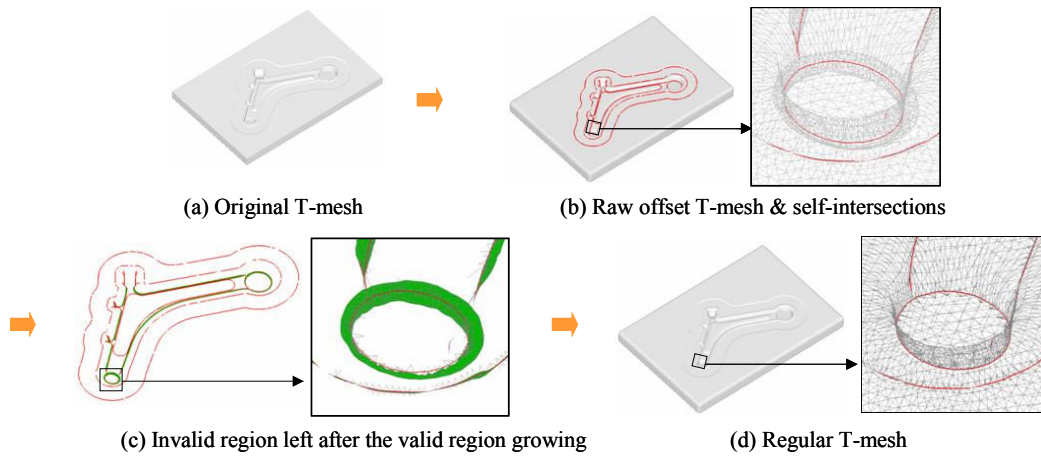 (a) Original T-mesh
(b) Raw offset T-mesh & self-intersections
(c) Invalid region left after the valid region growing
(d) Regular T-mesh